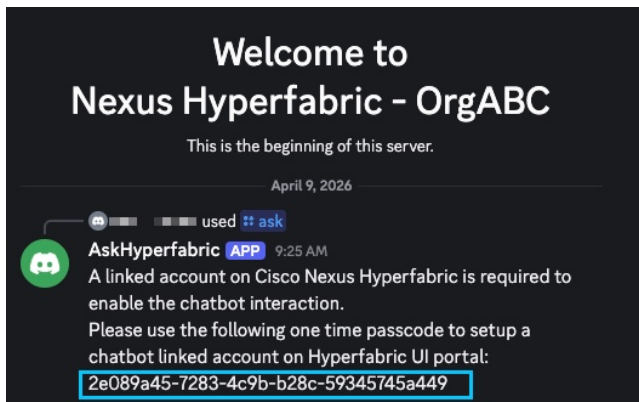 Welcome to
Nexus Hyperfabric - OrgABC
This is the beginning of this server.
April 9, 2026
used ask
AskHyperfabric APP 9:25 AM
A linked account on Cisco Nexus Hyperfabric is required to
enable the chatbot interaction.
Please use the following one time passcode to setup a
chatbot linked account on Hyperfabric UI portal:
2e089a45-7283-4c9b-b28c-59345745a449